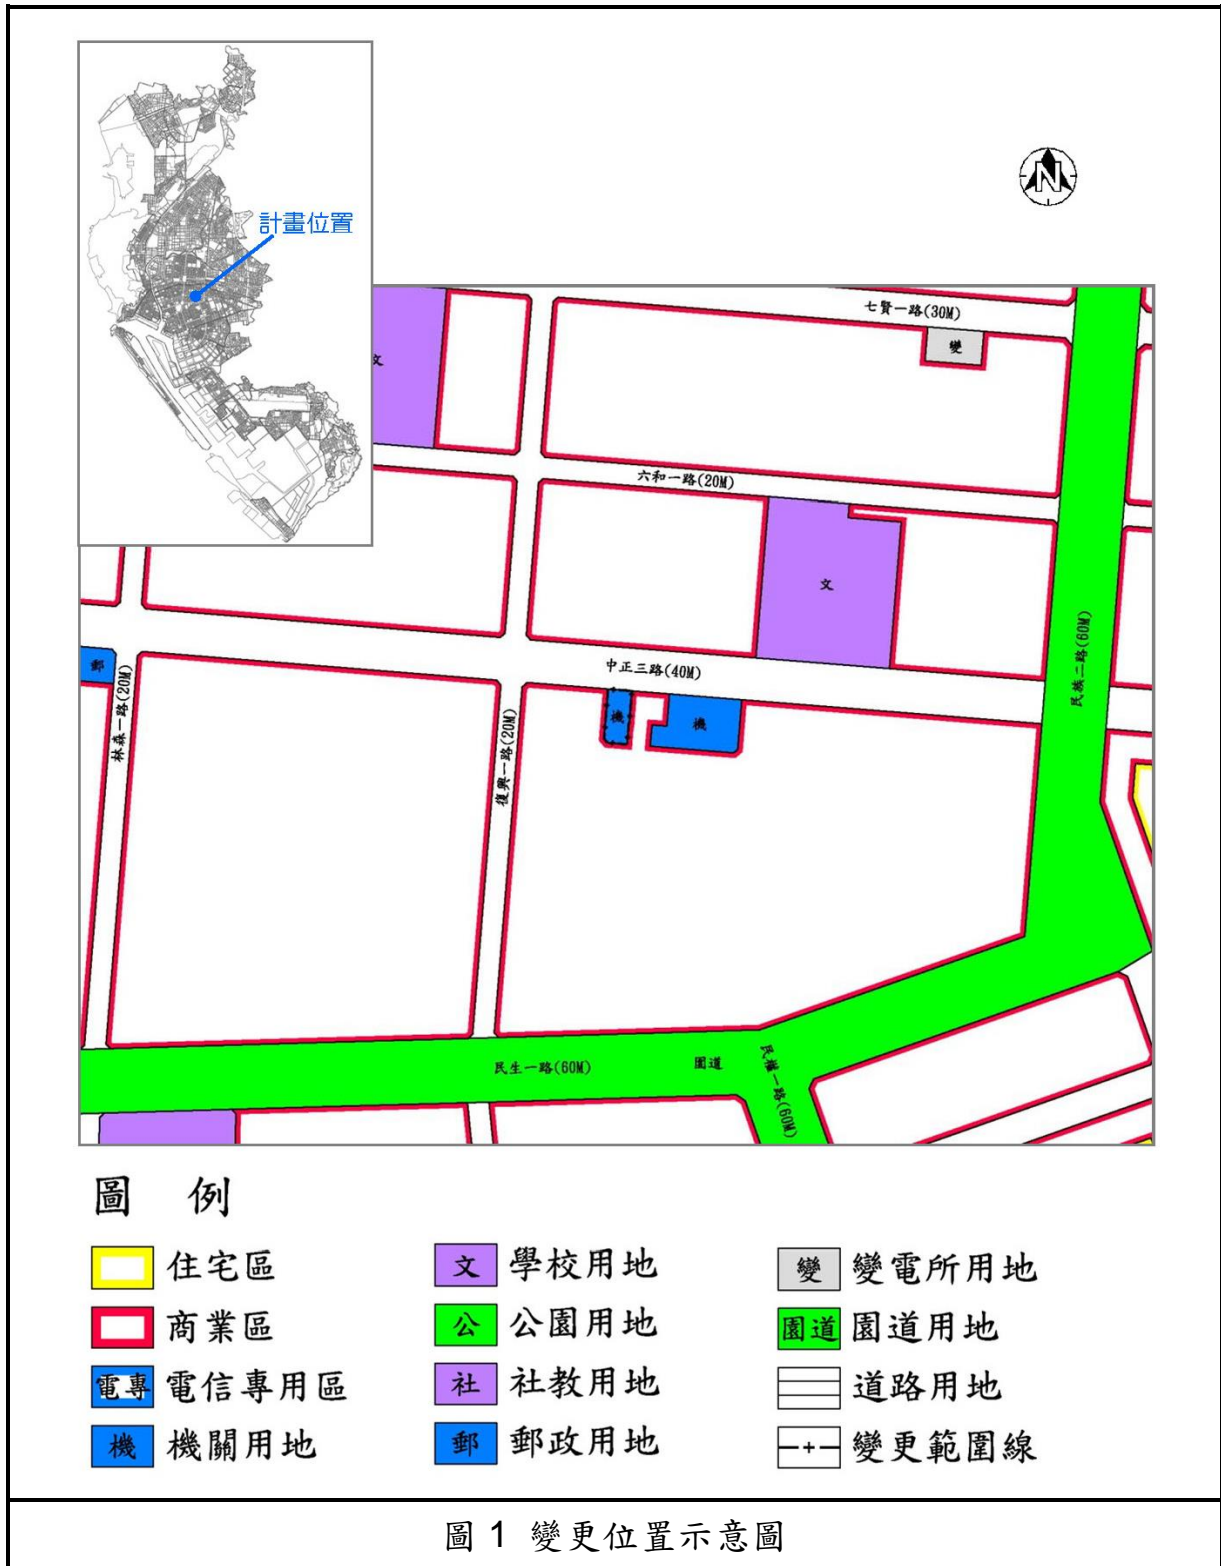 N
計畫位置
七賢一路(30M)
變
文
六和一路(20M)
文
民族二路(60M)
中正三路(40M)
郵
機
機
林森一路(20M)
復興一路(20M)
民生一路(60M)
園道
民權一路(60M)
圖 例
住宅區
文 學校用地
變 變電所用地
商業區
公 公園用地
園道 園道用地
電專 電信專用區
社 社教用地
道路用地
機 機關用地
郵 郵政用地
變更範圍線
圖 1 變更位置示意圖